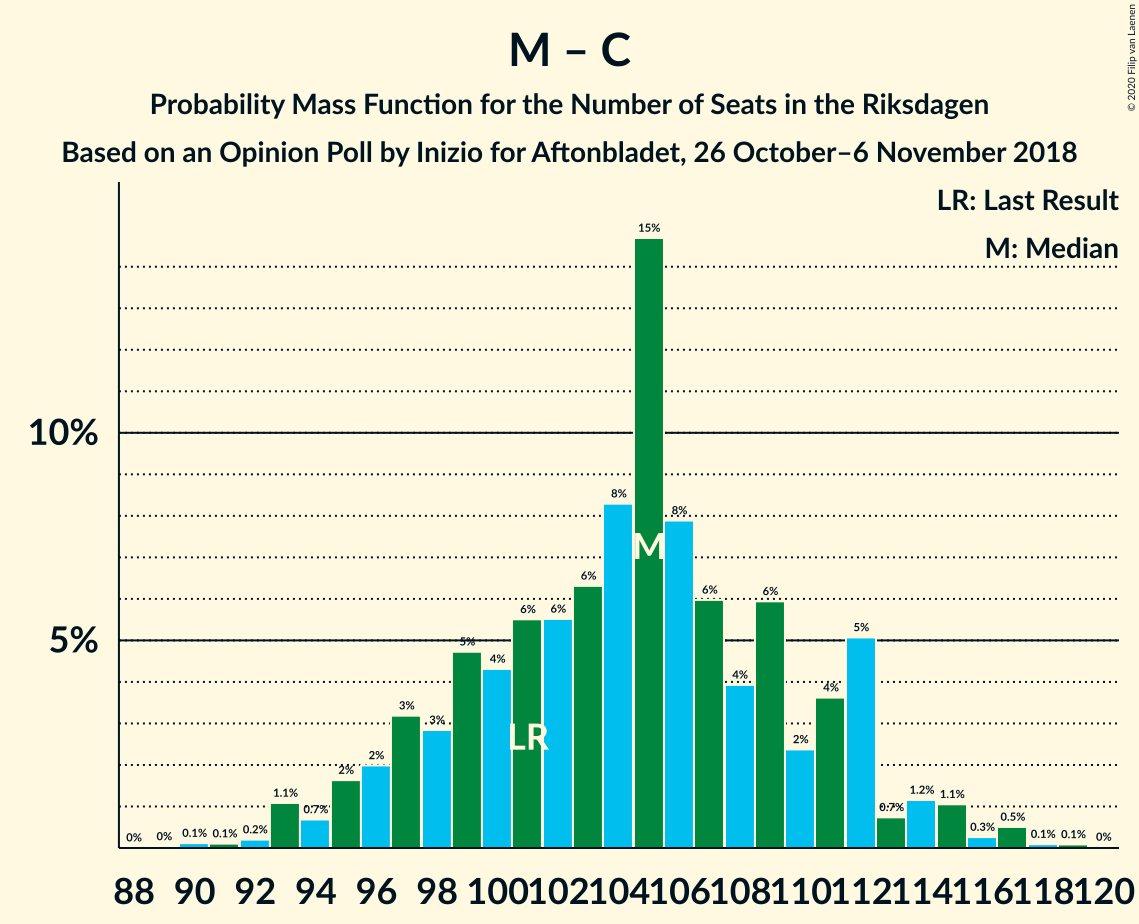 M – C
Probability Mass Function for the Number of Seats in the Riksdagen
Based on an Opinion Poll by Inizio for Aftonbladet, 26 October–6 November 2018
© 2020 Filip van Laenen
LR: Last Result
M: Median
10%
5%
0% 0% 0.1% 0.1% 0.2% 1.1% 0.7% 2% 2% 3% 3% 5% 4% 6% 6% 6% 8% 15% 8% 6% 4% 6% 2% 4% 5% 0.7% 1.2% 1.1% 0.3% 0.5% 0.1% 0.1% 0%
M
LR
88 90 92 94 96 98 100 102 104 106 108 110 112 114 116 118 120